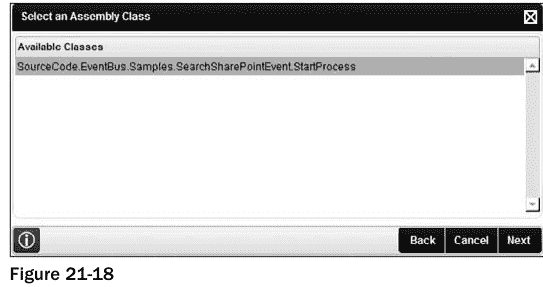 Select an Assembly Class
Available Classes
SourceCode.EventBus.Samples.SearchSharePointEvent.StartProcess
Back Cancel Next
Figure 21-18